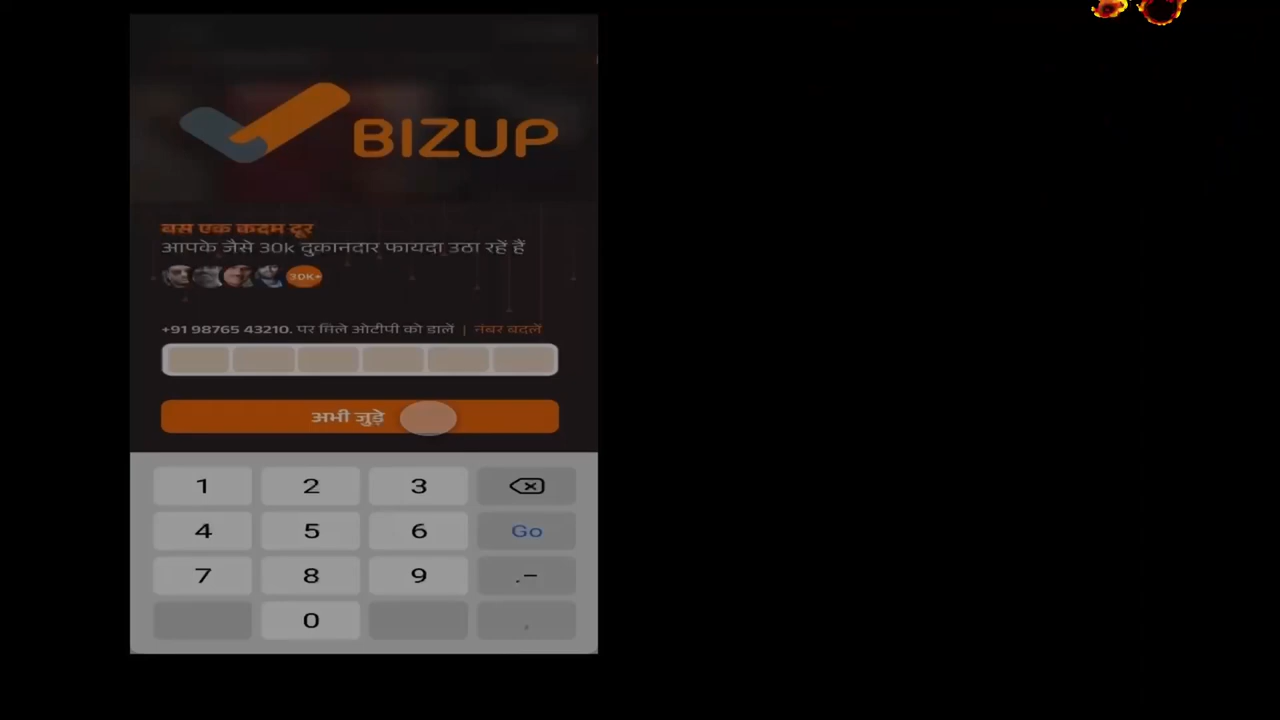 BIZUP
बस एक कदम दूर
आपके जैसे 30k दुकानदार फायदा उठा रहें हैं
30K+
+91 98765 43210. पर मिले ओटीपी को डालें | नंबर बदलें
अभी जुड़े
1 2 3
4 5 6 Go
7 8 9 .-
0 ,